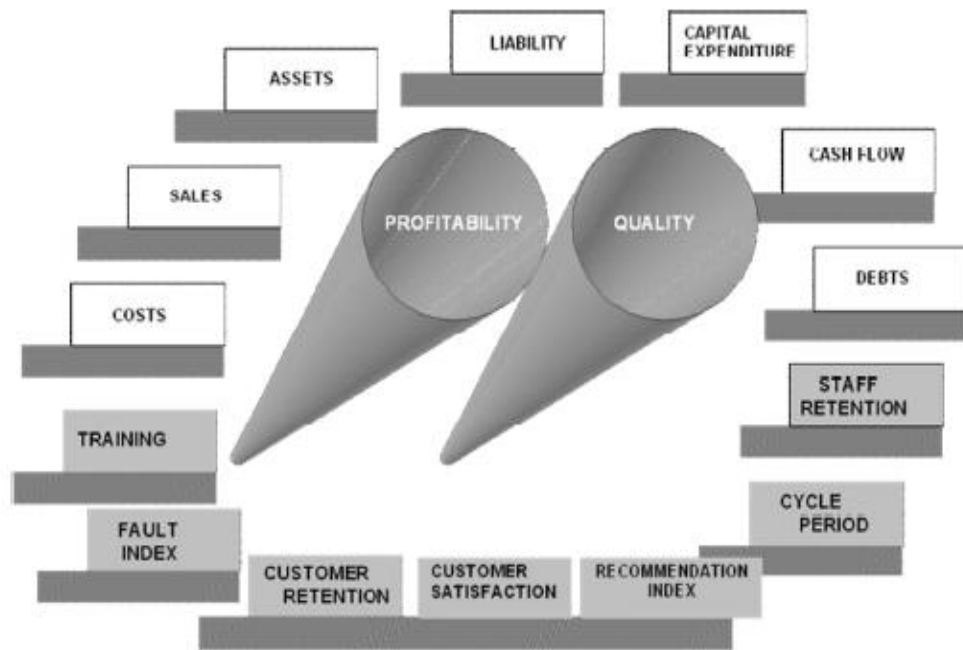 LIABILITY
CAPITAL
EXPENDITURE
ASSETS
CASH FLOW
SALES
PROFITABILITY
QUALITY
DEBTS
COSTS
STAFF
RETENTION
TRAINING
CYCLE
PERIOD
FAULT
INDEX
CUSTOMER
RETENTION
CUSTOMER
SATISFACTION
RECOMMENDATION
INDEX